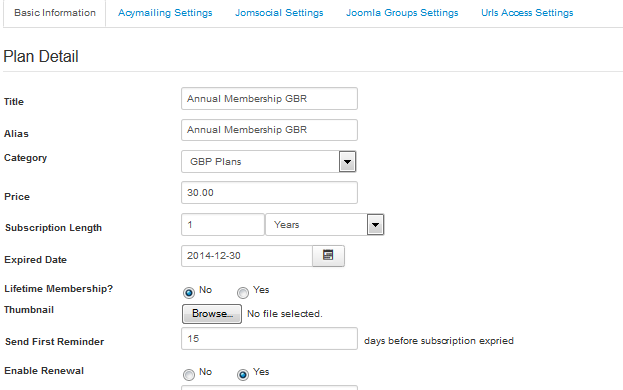 Basic Information Acymailing Settings Jomsocial Settings Joomla Groups Settings Urls Access Settings
Plan Detail
Title Annual Membership GBR
Alias Annual Membership GBR
Category GBP Plans
Price 30.00
Subscription Length 1 Years
Expired Date 2014-12-30
Lifetime Membership? No Yes
Thumbnail Browse... No file selected.
Send First Reminder 15 days before subscription expried
Enable Renewal No Yes